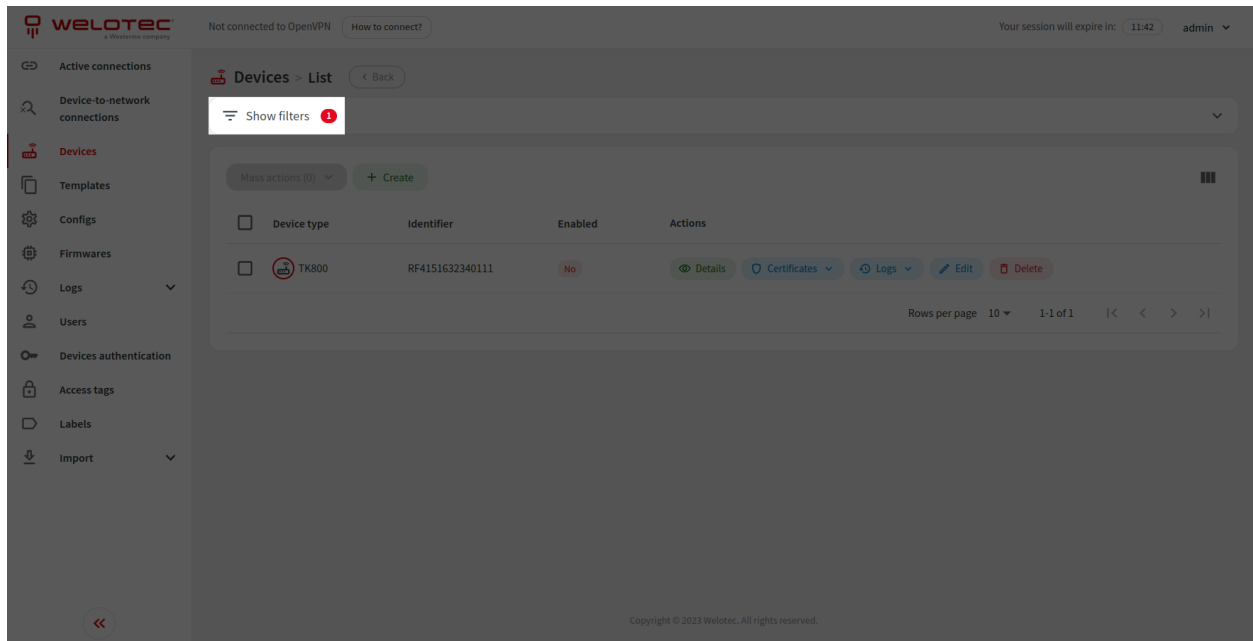 WELOTEC
a Westermo company
Not connected to OpenVPN How to connect? Your session will expire in: 11:42 admin
Active connections
Device-to-network
connections
Devices
Templates
Configs
Firmwares
Logs
Users
Devices authentication
Access tags
Labels
Import
Devices > List < Back
Show filters 1
Mass actions (0) + Create
Device type Identifier Enabled Actions
TK800 RF4151632340111 No Details Certificates Logs Edit Delete
Rows per page 10 1-1 of 1
Copyright © 2023 Welotec. All rights reserved.